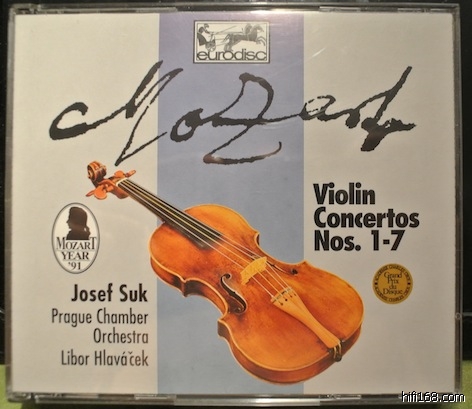 eurodisc
Mozart
Violin
Concertos
Nos. 1-7
MOZART
YEAR
'91
Josef Suk
Prague Chamber
Orchestra
Libor Hlaváček
Grand
Prix du
Disque
hifi168.com